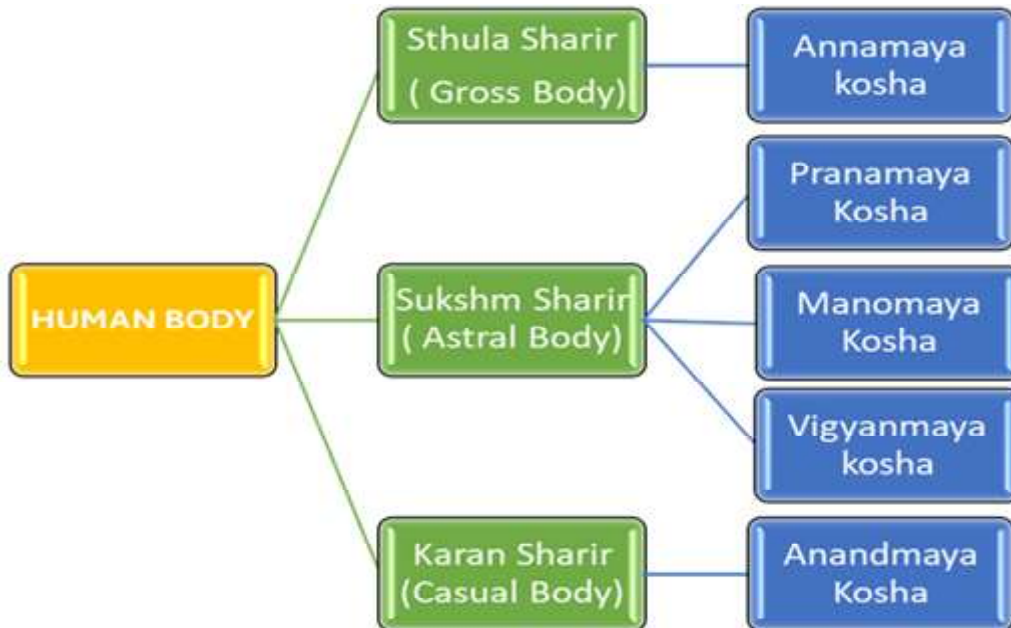 Sthula Sharir
( Gross Body)
Annamaya
kosha
Pranamaya
Kosha
HUMAN BODY
Sukshm Sharir
( Astral Body)
Manomaya
Kosha
Vigyanmaya
kosha
Karan Sharir
(Casual Body)
Anandmaya
Kosha